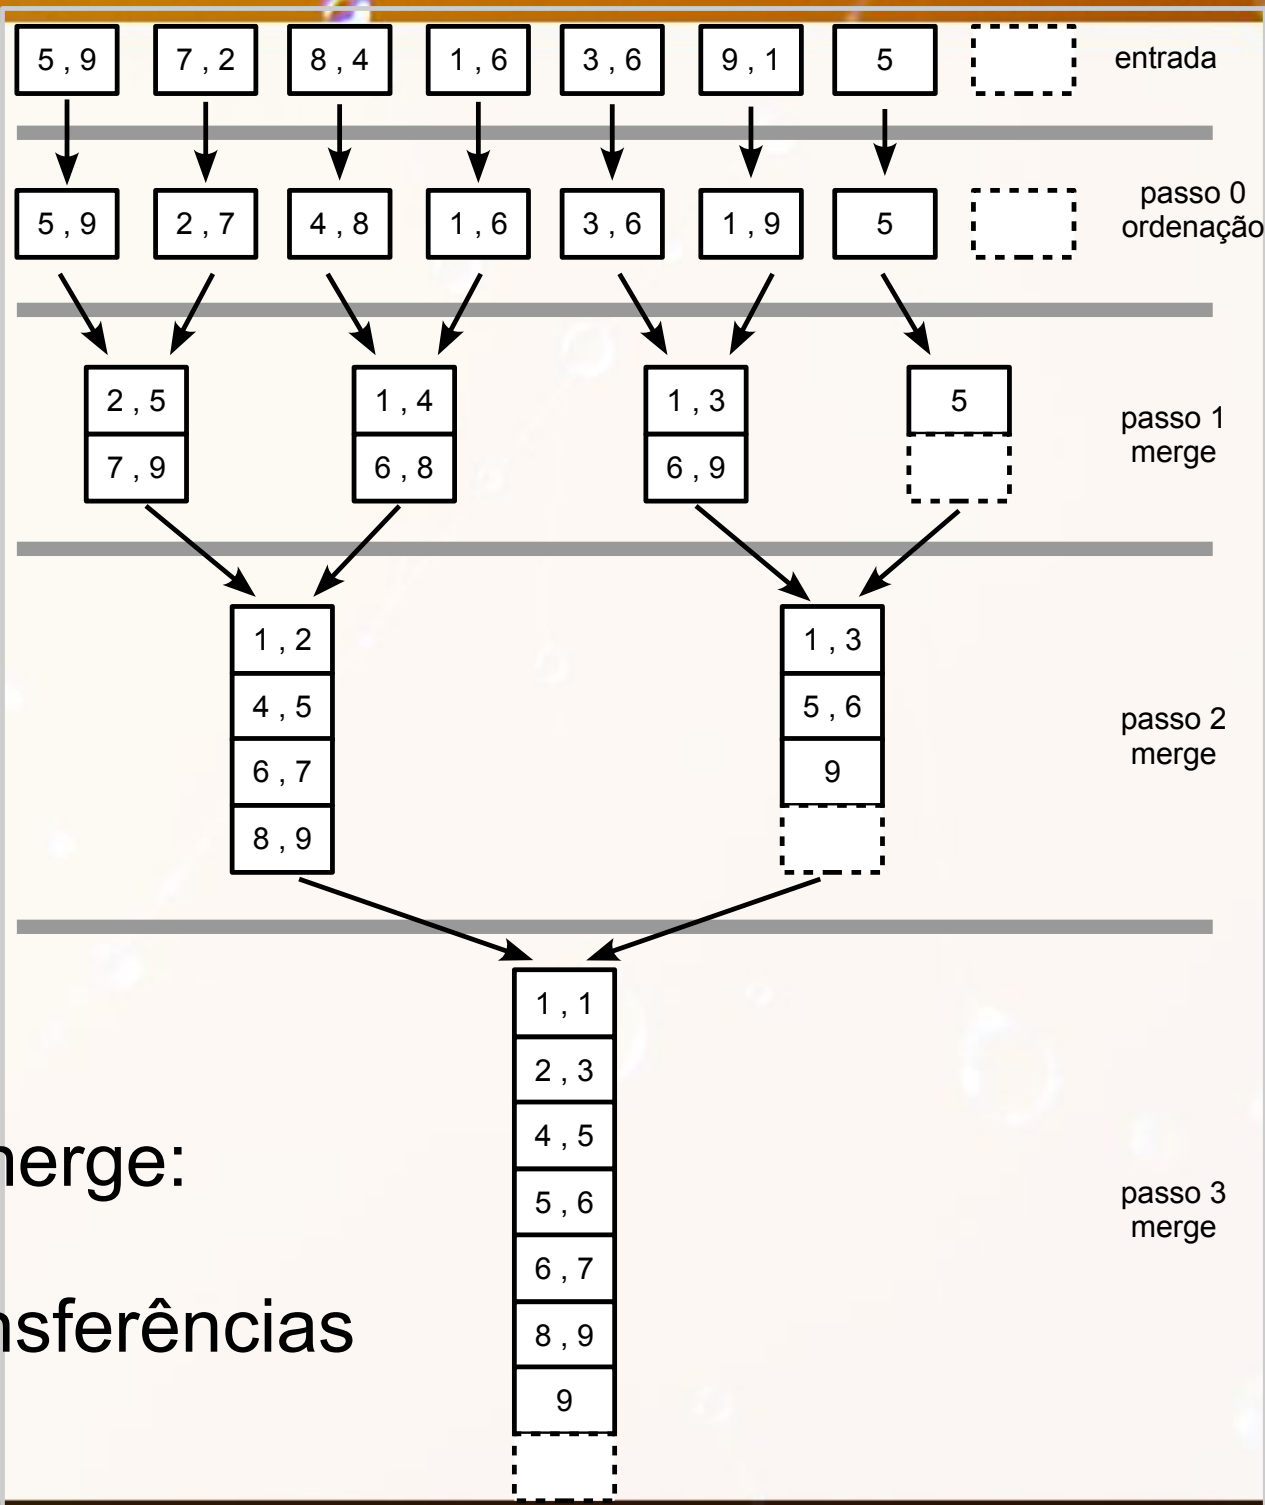 5 , 9 7 , 2 8 , 4 1 , 6 3 , 6 9 , 1 5 entrada
5 , 9 2 , 7 4 , 8 1 , 6 3 , 6 1 , 9 5 passo 0
ordenação
2 , 5 1 , 4 1 , 3 5 passo 1
7 , 9 6 , 8 6 , 9 merge
1 , 2 1 , 3
4 , 5 5 , 6 passo 2
6 , 7 9 merge
8 , 9
1 , 1
2 , 3
4 , 5
merge:
5 , 6 passo 3
6 , 7 merge
nsferências
8 , 9
9